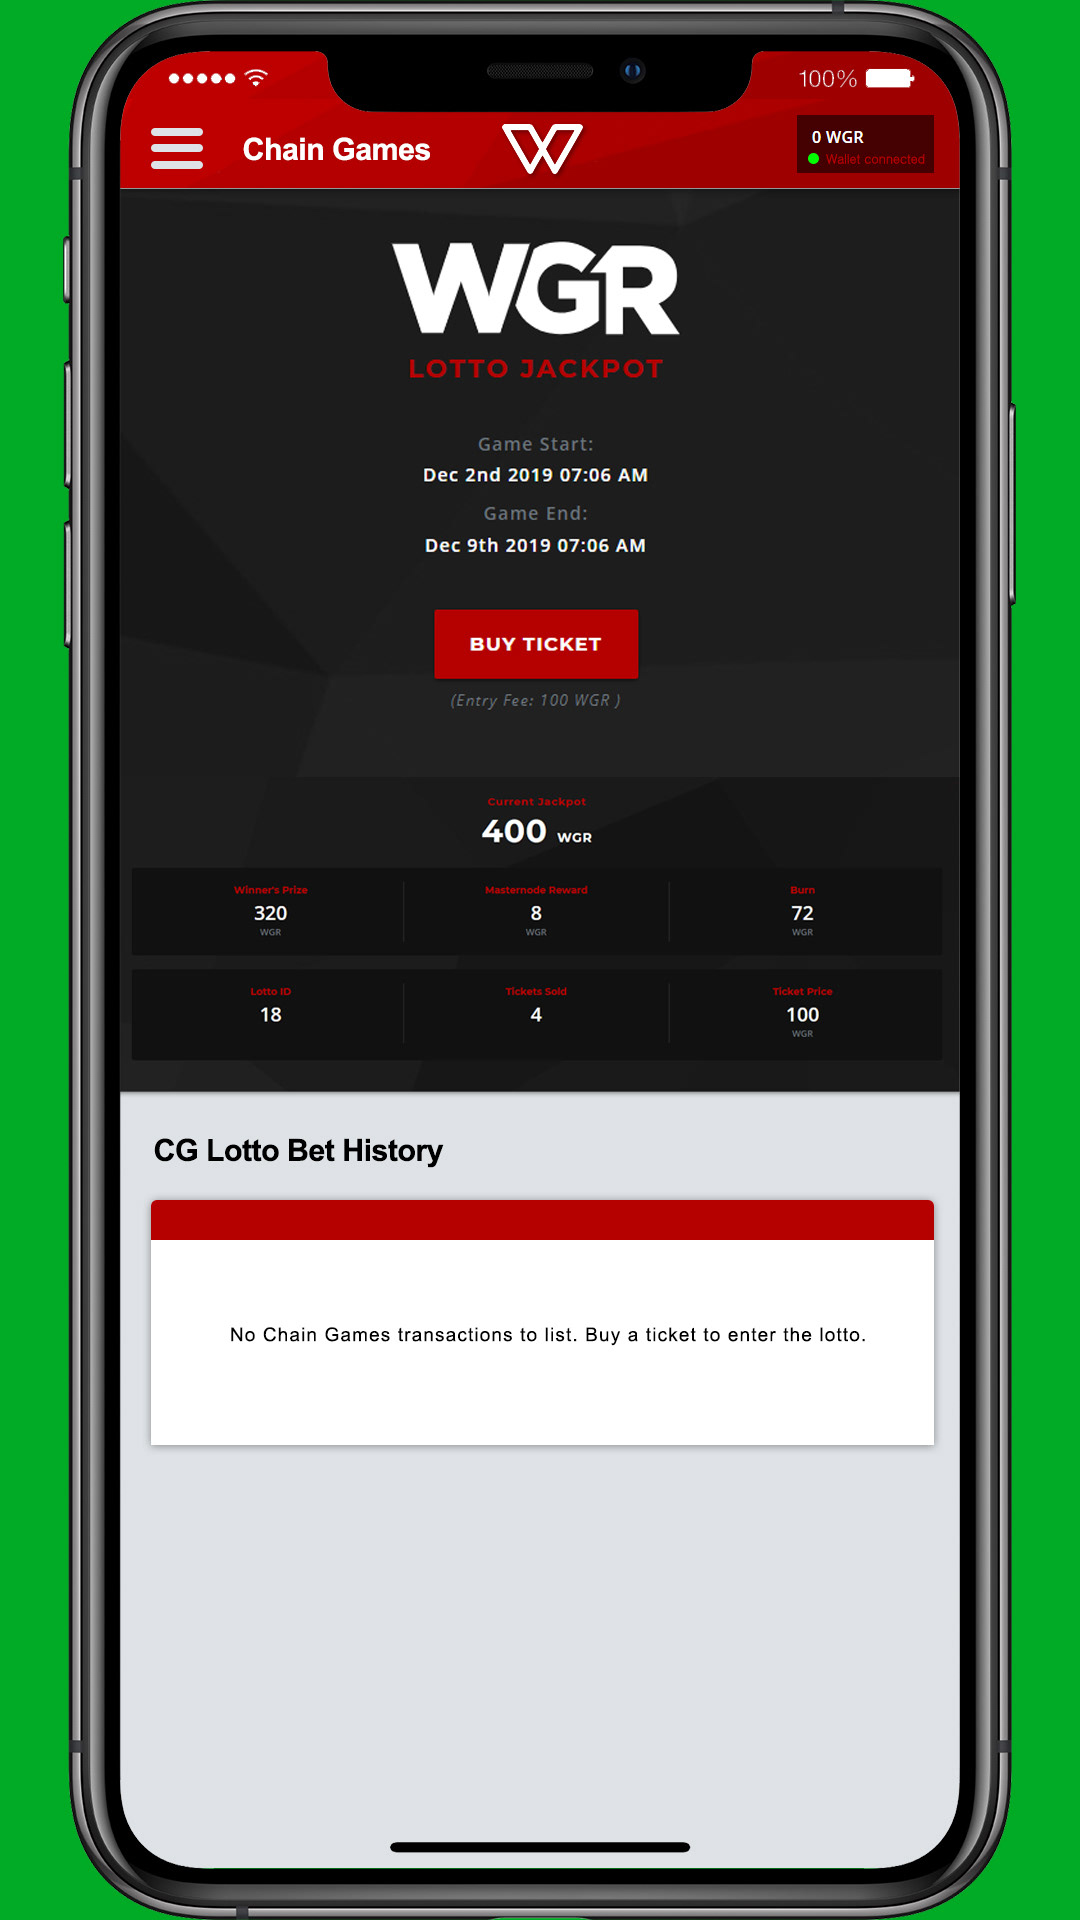 100%
Chain Games
0 WGR
Wallet connected
WGR
LOTTO JACKPOT
Game Start:
Dec 2nd 2019 07:06 AM
Game End:
Dec 9th 2019 07:06 AM
BUY TICKET
(Entry Fee: 100 WGR )
Current Jackpot
400 WGR
Winner's Prize Masternode Reward Burn
320 8 72
WGR WGR WGR
Lotto ID Tickets Sold Ticket Price
18 4 100
WGR
CG Lotto Bet History
No Chain Games transactions to list. Buy a ticket to enter the lotto.